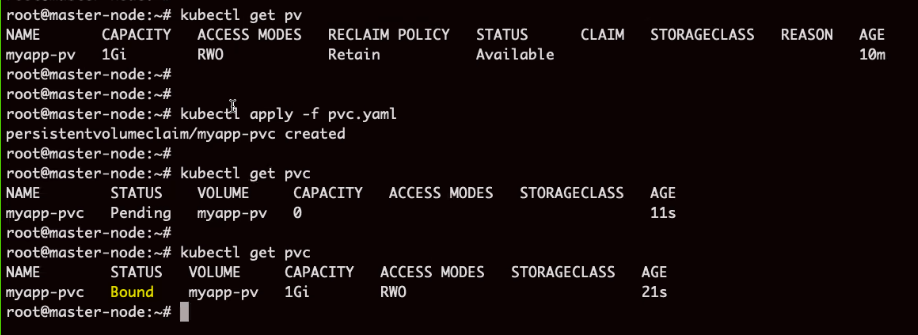 root@master-node:~# kubectl get pv
NAME CAPACITY ACCESS MODES RECLAIM POLICY STATUS CLAIM STORAGECLASS REASON AGE
myapp-pv 1Gi RWO Retain Available 10m
root@master-node:~#
root@master-node:~#
root@master-node:~# kubectl apply -f pvc.yaml
persistentvolumeclaim/myapp-pvc created
root@master-node:~#
root@master-node:~# kubectl get pvc
NAME STATUS VOLUME CAPACITY ACCESS MODES STORAGECLASS AGE
myapp-pvc Pending myapp-pv 0 11s
root@master-node:~#
root@master-node:~# kubectl get pvc
NAME STATUS VOLUME CAPACITY ACCESS MODES STORAGECLASS AGE
myapp-pvc Bound myapp-pv 1Gi RWO 21s
root@master-node:~#